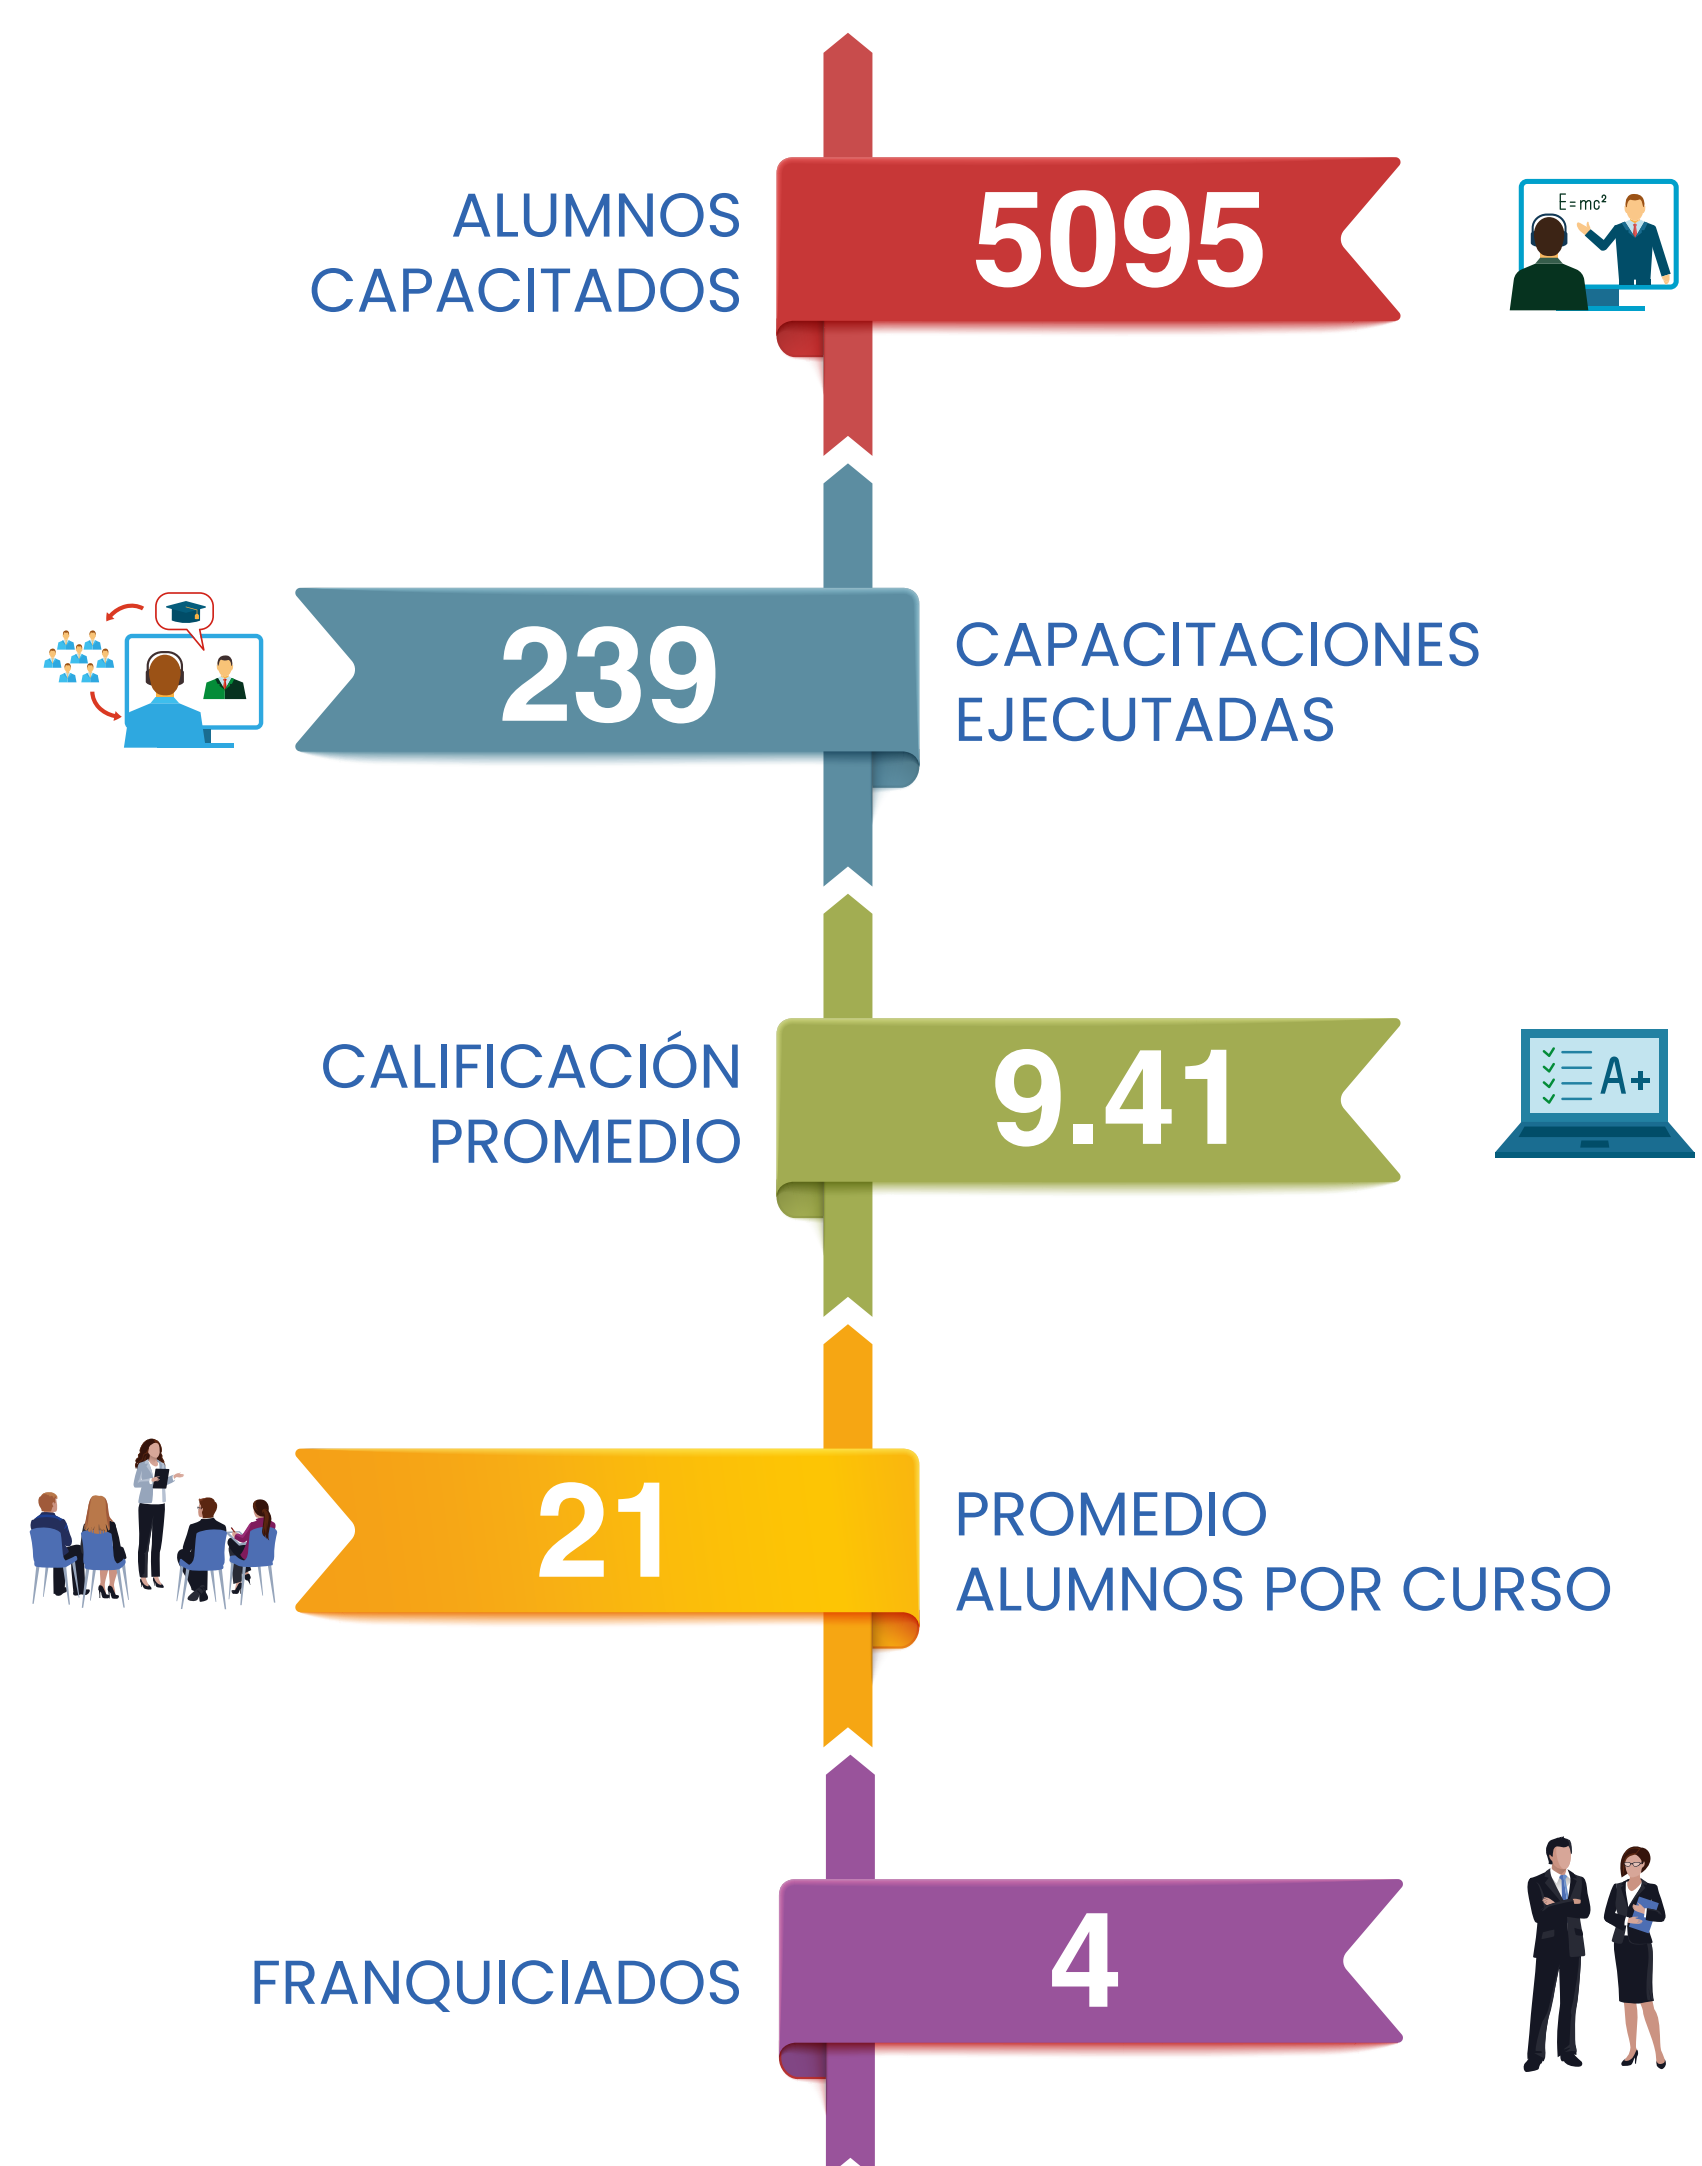 ALUMNOS
CAPACITADOS
5095
E=mc²
239
CAPACITACIONES
EJECUTADAS
CALIFICACIÓN
PROMEDIO
9.41
A+
21
PROMEDIO
ALUMNOS POR CURSO
FRANQUICIADOS
4